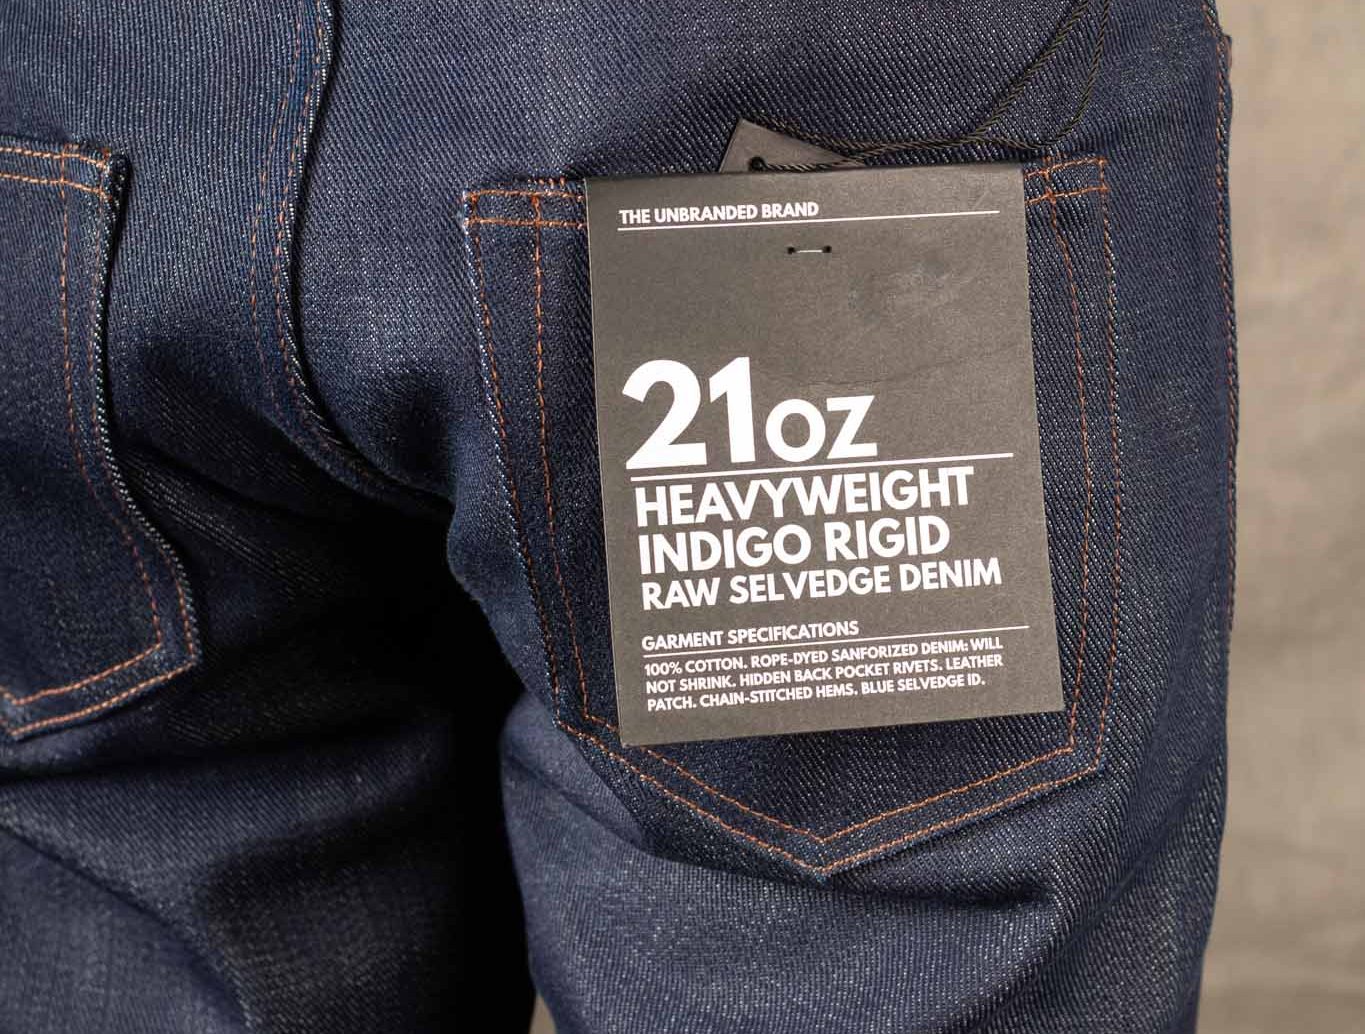 THE UNBRANDED BRAND
21oz
HEAVYWEIGHT
INDIGO RIGID
RAW SELVEDGE DENIM
GARMENT SPECIFICATIONS
100% COTTON. ROPE-DYED SANFORIZED DENIM: WILL
NOT SHRINK. HIDDEN BACK POCKET RIVETS. LEATHER
PATCH. CHAIN-STITCHED HEMS. BLUE SELVEDGE ID.